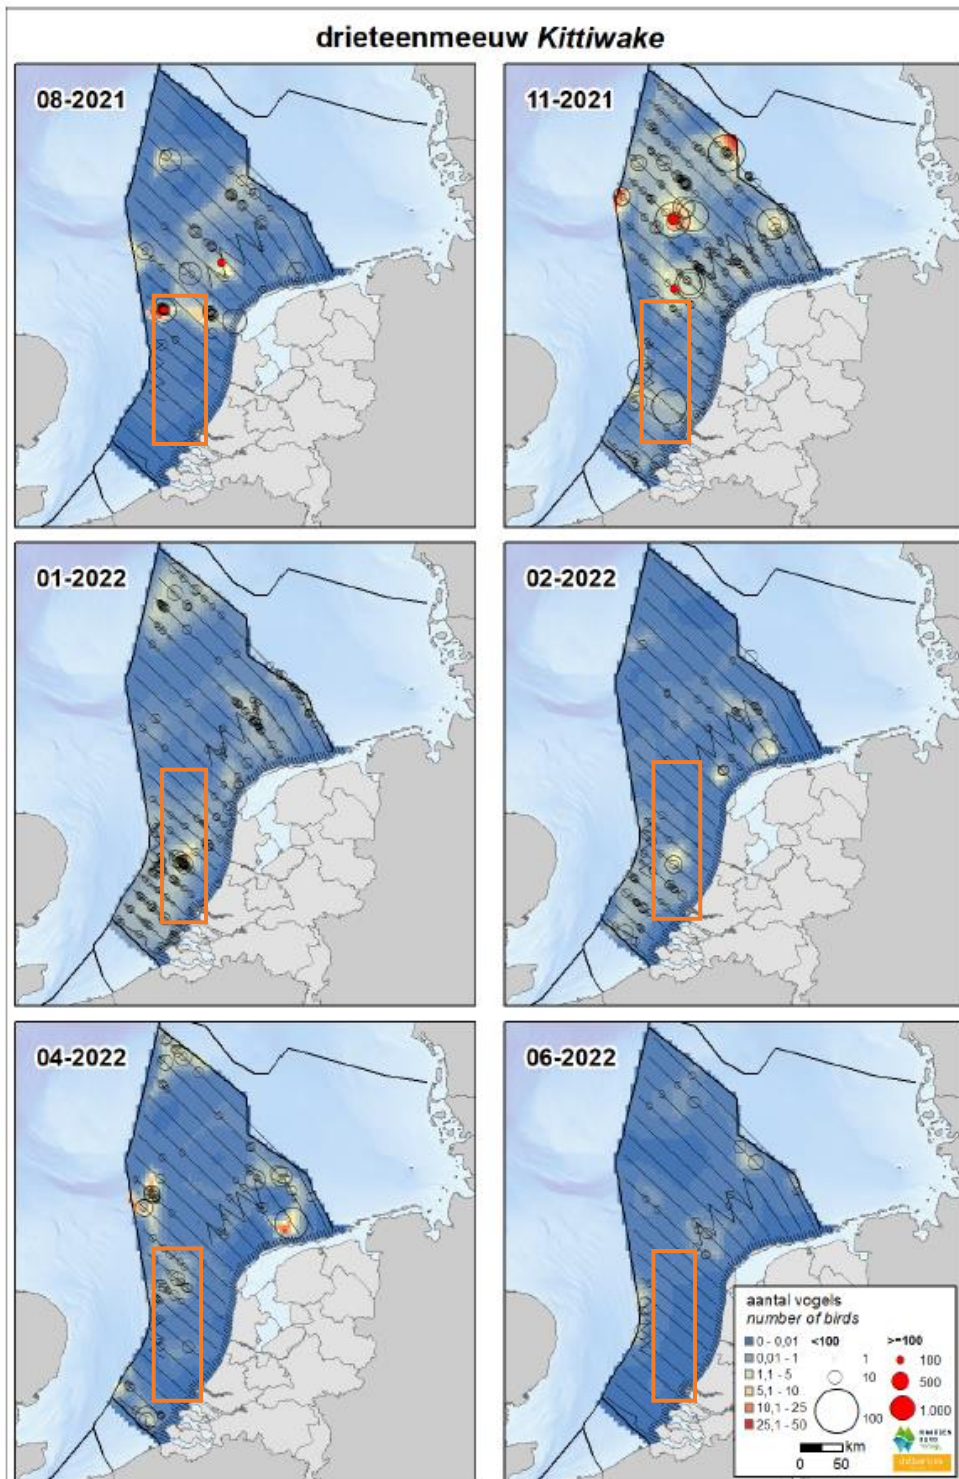 drieteenmeeuw Kittiwake
08-2021
11-2021
01-2022
02-2022
04-2022
06-2022
aantal vogels
number of birds
0 - 0,01 <100 >=100
0,01 - 1 1 100
1,1 - 5 10 500
5,1 - 10
10,1 - 25 100 1.000
25,1 - 50
km
0 50